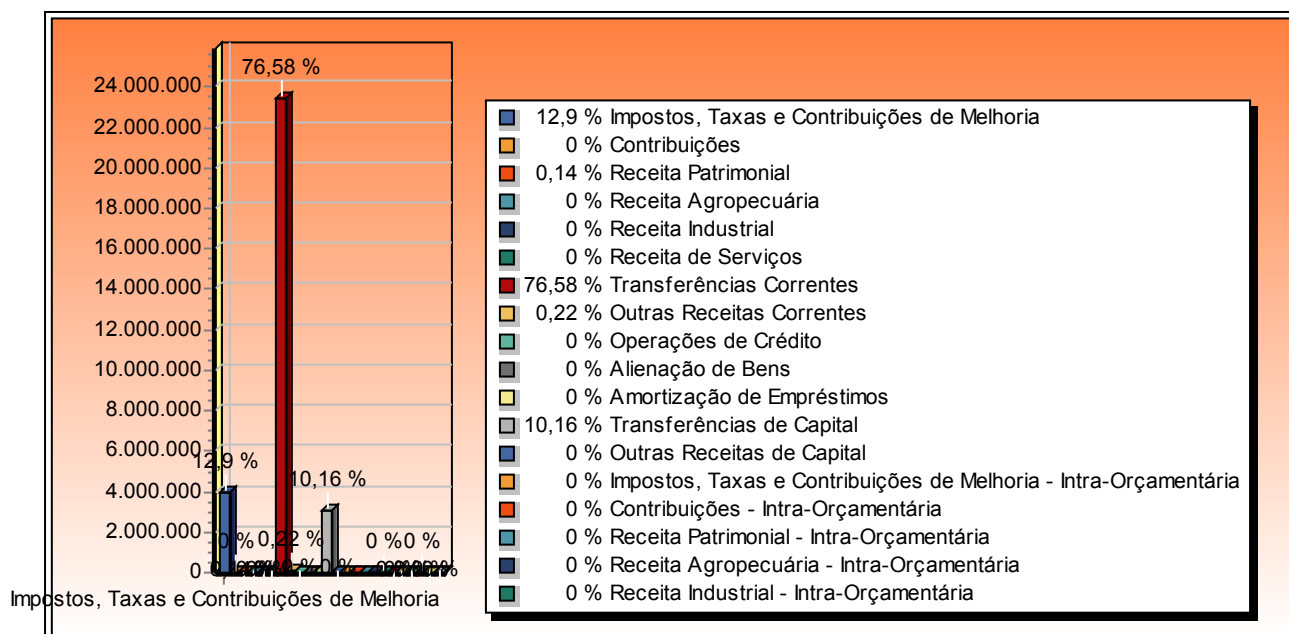 76,58 %
24.000.000
22.000.000
20.000.000
18.000.000
16.000.000
14.000.000
12.000.000
10.000.000
8.000.000
6.000.000
12,9 %
10,16 %
4.000.000
2.000.000
0 %
0,22 %
0 %
0 %
0
Impostos, Taxas e Contribuições de Melhoria
12,9 % Impostos, Taxas e Contribuições de Melhoria
0 % Contribuições
0,14 % Receita Patrimonial
0 % Receita Agropecuária
0 % Receita Industrial
0 % Receita de Serviços
76,58 % Transferências Correntes
0,22 % Outras Receitas Correntes
0 % Operações de Crédito
0 % Alienação de Bens
0 % Amortização de Empréstimos
10,16 % Transferências de Capital
0 % Outras Receitas de Capital
0 % Impostos, Taxas e Contribuições de Melhoria - Intra-Orçamentária
0 % Contribuições - Intra-Orçamentária
0 % Receita Patrimonial - Intra-Orçamentária
0 % Receita Agropecuária - Intra-Orçamentária
0 % Receita Industrial - Intra-Orçamentária